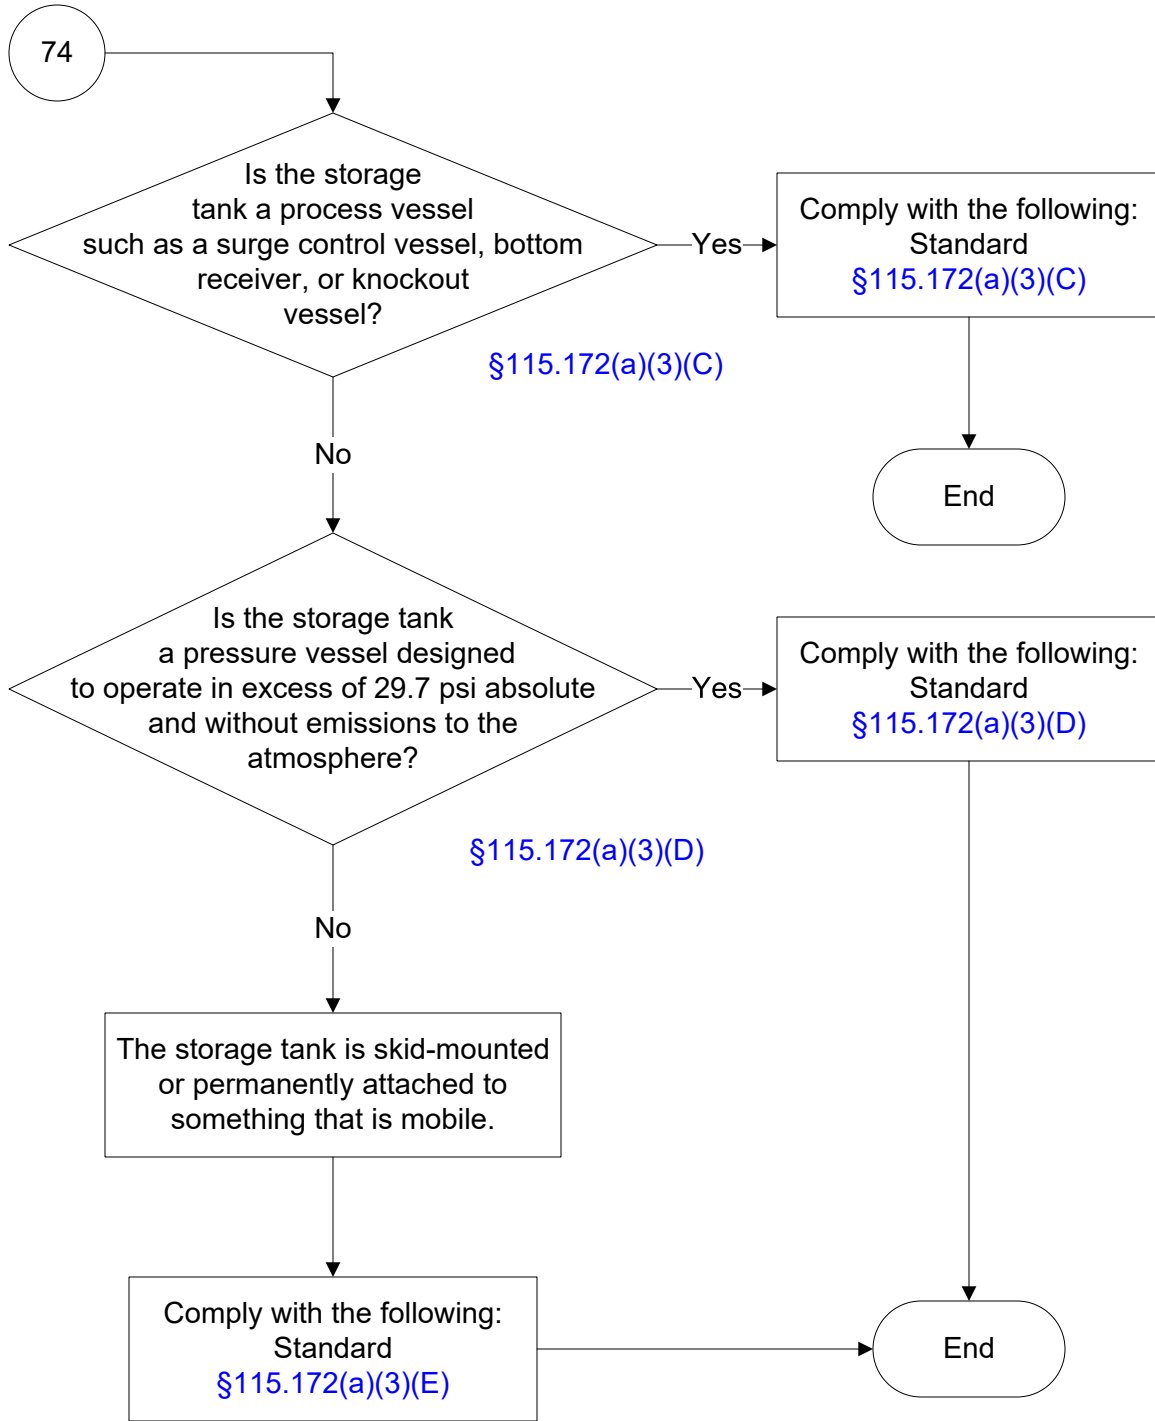 74
Is the storage
tank a process vessel
such as a surge control vessel, bottom
receiver, or knockout
vessel?
Yes
Comply with the following:
Standard
§115.172(a)(3)(C)
§115.172(a)(3)(C)
No
End
Is the storage tank
a pressure vessel designed
to operate in excess of 29.7 psi absolute
and without emissions to the
atmosphere?
Yes
Comply with the following:
Standard
§115.172(a)(3)(D)
§115.172(a)(3)(D)
No
The storage tank is skid-mounted
or permanently attached to
something that is mobile.
Comply with the following:
Standard
§115.172(a)(3)(E)
End